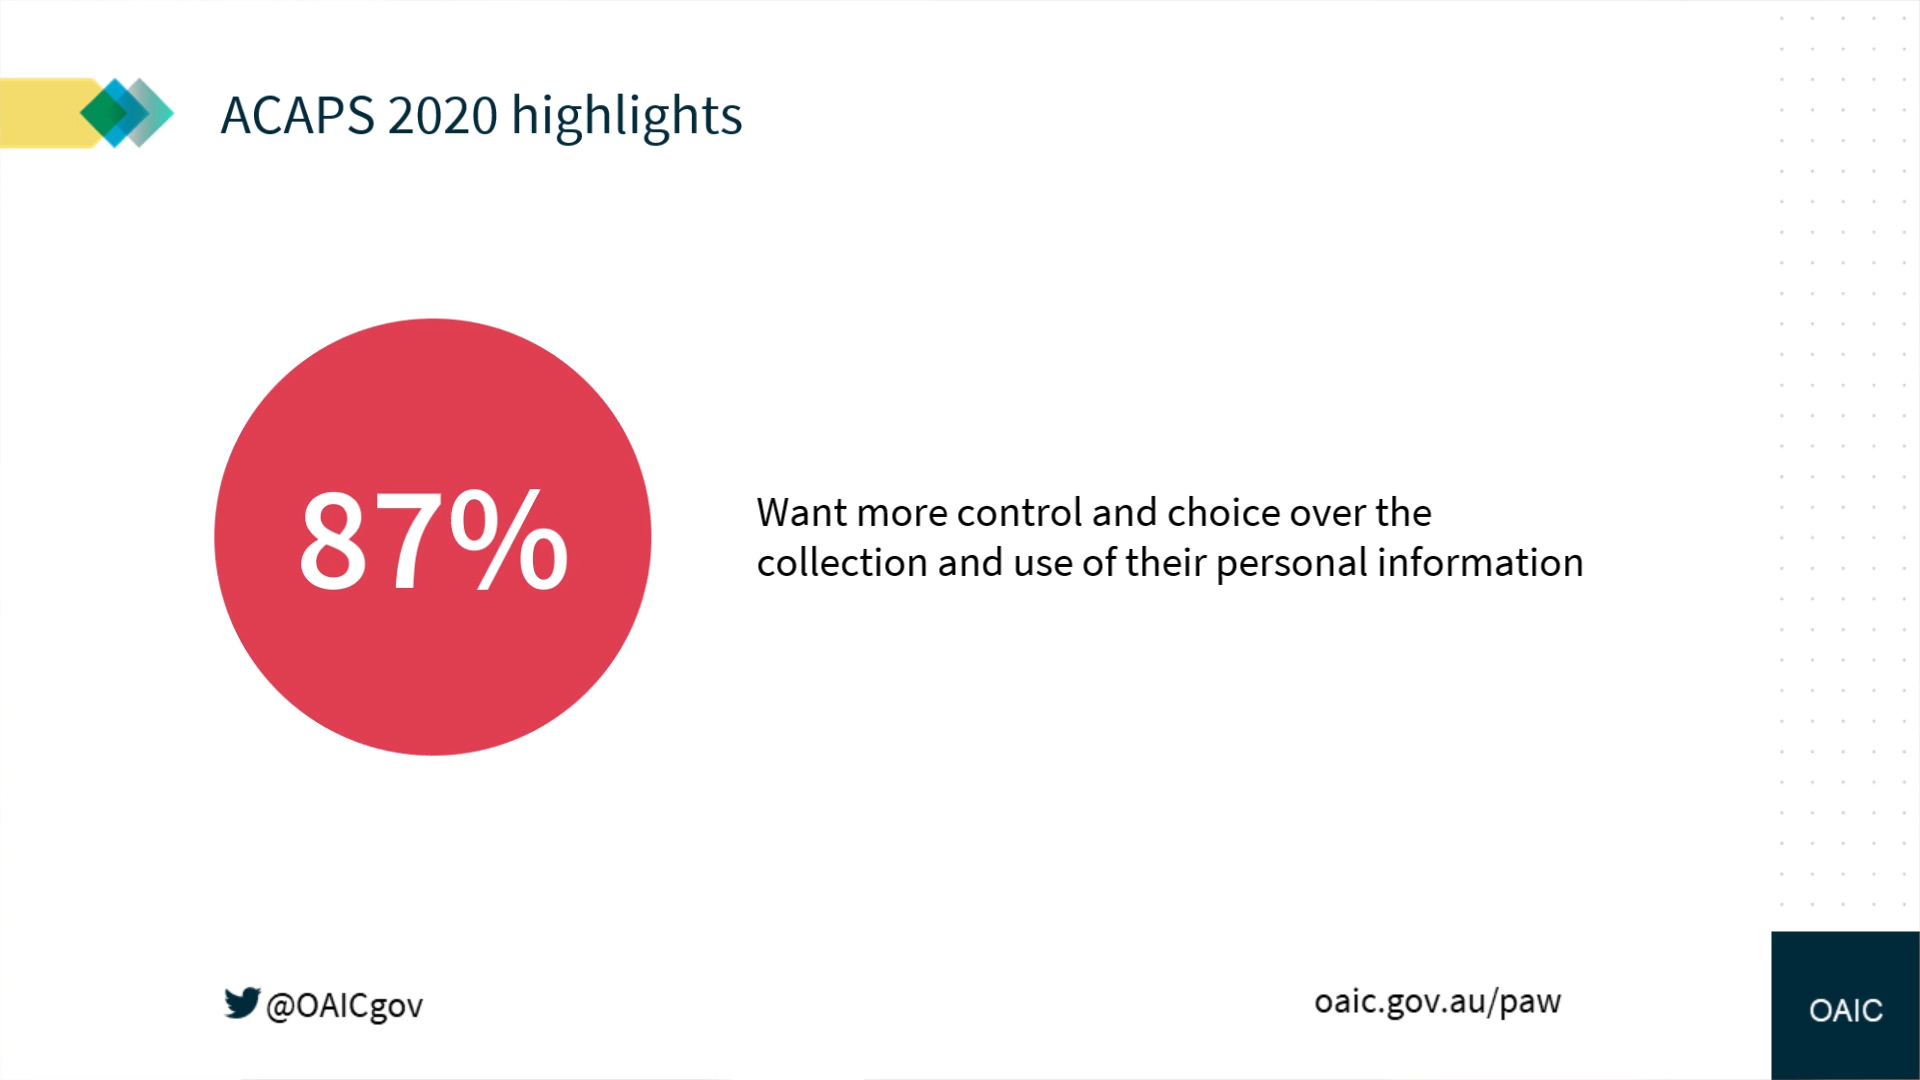 ACAPS 2020 highlights
87%
Want more control and choice over the
collection and use of their personal information
@OAICgov
oaic.gov.au/paw
OAIC